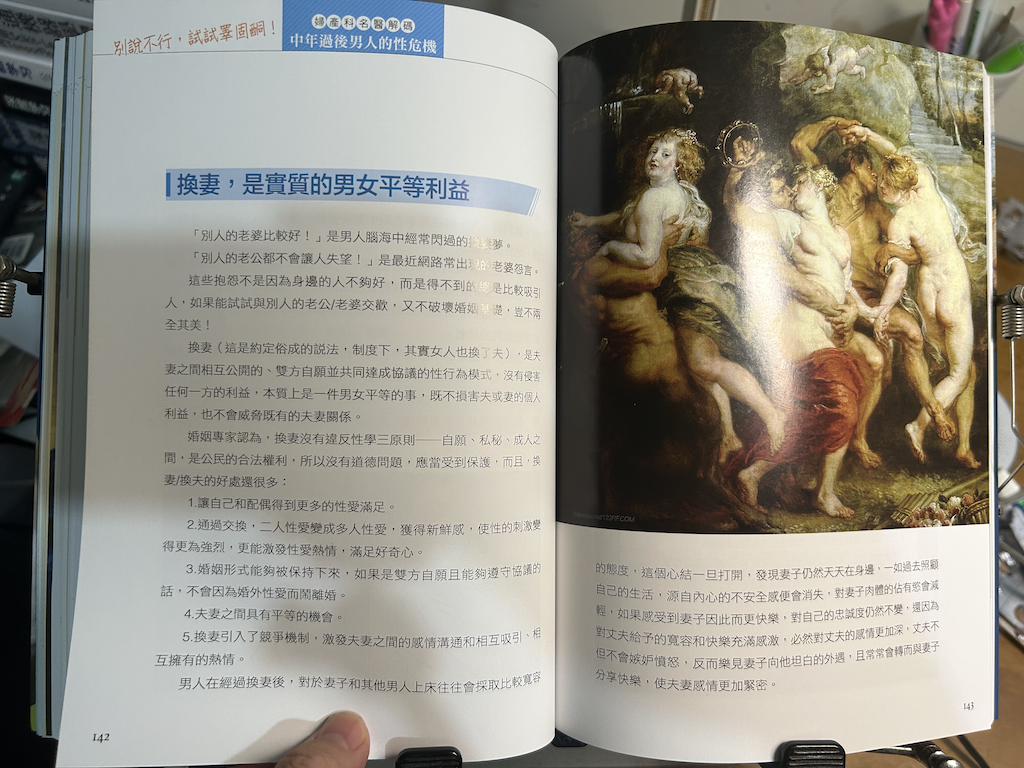 別說不行，試試睪固酮！
婦產科名醫解碼
中年過後男人的性危機
換妻，是實質的男女平等利益
「別人的老婆比較好！」是男人腦海中經常閃過的換妻夢。
「別人的老公都不會讓人失望！」是最近網路常出現的老婆怨言。
這些抱怨不是因為身邊的人不夠好，而是得不到的總是比較吸引
人，如果能試試與別人的老公/老婆交歡，又不破壞婚姻基礎，豈不兩
全其美！
換妻（這是約定俗成的說法，制度下，其實女人也換了夫），是夫
妻之間相互公開的、雙方自願並共同達成協議的性行為模式，沒有侵害
任何一方的利益，本質上是一件男女平等的事，既不損害夫或妻的個人
利益，也不會威脅既有的夫妻關係。
婚姻專家認為，換妻沒有違反性學三原則——自願、私秘、成人之
間，是公民的合法權利，所以沒有道德問題，應當受到保護，而且，換
妻/換夫的好處還很多：
1.讓自己和配偶得到更多的性愛滿足。
2.通過交換，二人性愛變成多人性愛，獲得新鮮感，使性的刺激變
得更為強烈，更能激發性愛熱情，滿足好奇心。
3.婚姻形式能夠被保持下來，如果是雙方自願且能夠遵守協議的
話，不會因為婚外性愛而鬧離婚。
4.夫妻之間具有平等的機會。
5.換妻引入了競爭機制，激發夫妻之間的感情溝通和相互吸引、相
互擁有的熱情。
男人在經過換妻後，對於妻子和其他男人上床往往會採取比較寬容
142
的態度，這個心結一旦打開，發現妻子仍然天天在身邊，一如過去照顧
自己的生活，源自內心的不安全感便會消失，對妻子肉體的佔有慾會減
輕，如果感受到妻子因此而更快樂，對自己的忠誠度仍然不變，還因為
對丈夫給予的寬容和快樂充滿感激，必然對丈夫的感情更加深，丈夫不
但不會嫉妒憤怒，反而樂見妻子向他坦白的外遇，且常常會轉而與妻子
分享快樂，使夫妻感情更加緊密。
143